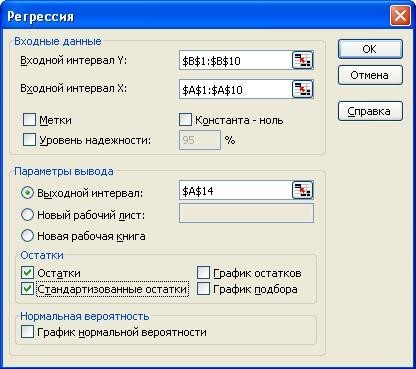 Регрессия
Входные данные
Входной интервал Y: $B$1:$B$10
Входной интервал X: $A$1:$A$10
Метки Константа - ноль
Уровень надежности: 95 %
OK
Отмена
Справка
Параметры вывода
Выходной интервал: $A$14
Новый рабочий лист:
Новая рабочая книга
Остатки
Остатки График остатков
Стандартизованные остатки График подбора
Нормальная вероятность
График нормальной вероятности